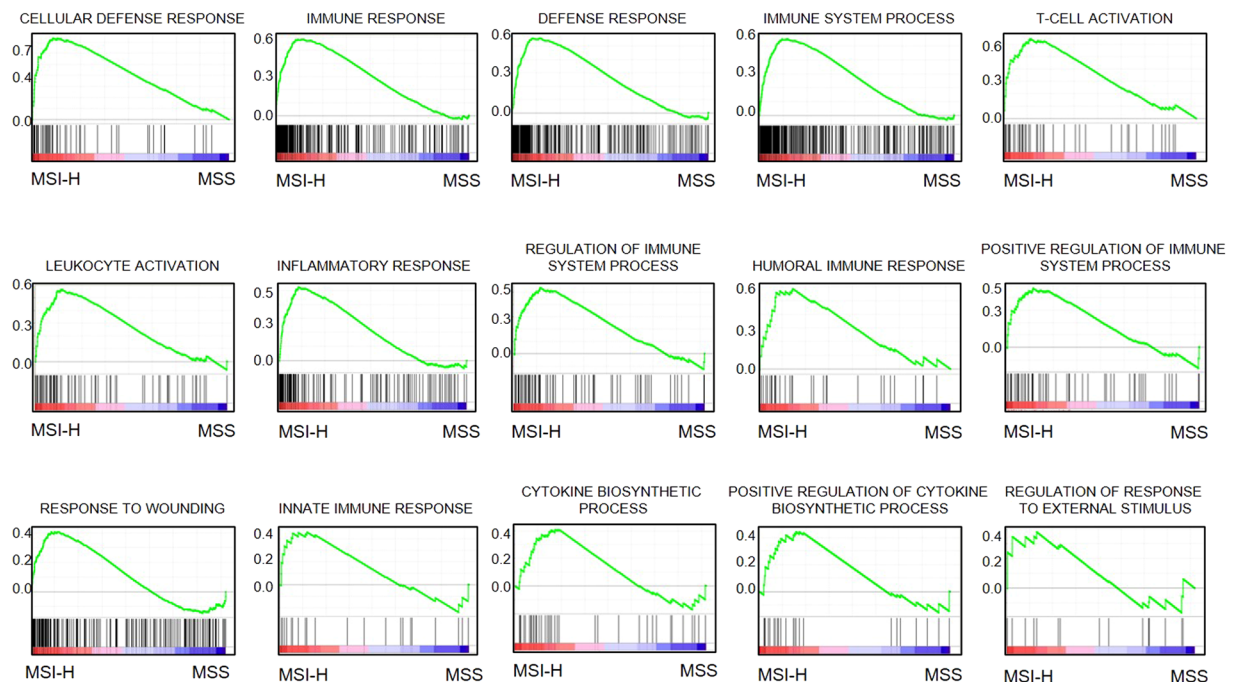 CELLULAR DEFENSE RESPONSE
0.7
0.4
0.0
MSI-H MSS
IMMUNE RESPONSE
0.6
0.3
0.0
MSI-H MSS
DEFENSE RESPONSE
0.6
0.3
0.0
MSI-H MSS
IMMUNE SYSTEM PROCESS
0.6
0.3
0.0
MSI-H MSS
T-CELL ACTIVATION
0.6
0.3
0.0
MSI-H MSS
LEUKOCYTE ACTIVATION
0.6
0.3
0.0
MSI-H MSS
INFLAMMATORY RESPONSE
0.5
0.3
0.0
MSI-H MSS
REGULATION OF IMMUNE
SYSTEM PROCESS
0.5
0.3
0.0
MSI-H MSS
HUMORAL IMMUNE RESPONSE
0.6
0.3
0.0
MSI-H MSS
POSITIVE REGULATION OF IMMUNE
SYSTEM PROCESS
0.5
0.3
0.0
MSI-H MSS
RESPONSE TO WOUNDING
0.4
0.2
0.0
MSI-H MSS
INNATE IMMUNE RESPONSE
0.4
0.2
0.0
MSI-H MSS
CYTOKINE BIOSYNTHETIC
PROCESS
0.4
0.2
0.0
MSI-H MSS
POSITIVE REGULATION OF CYTOKINE
BIOSYNTHETIC PROCESS
0.4
0.2
0.0
MSI-H MSS
REGULATION OF RESPONSE
TO EXTERNAL STIMULUS
0.4
0.2
0.0
MSI-H MSS